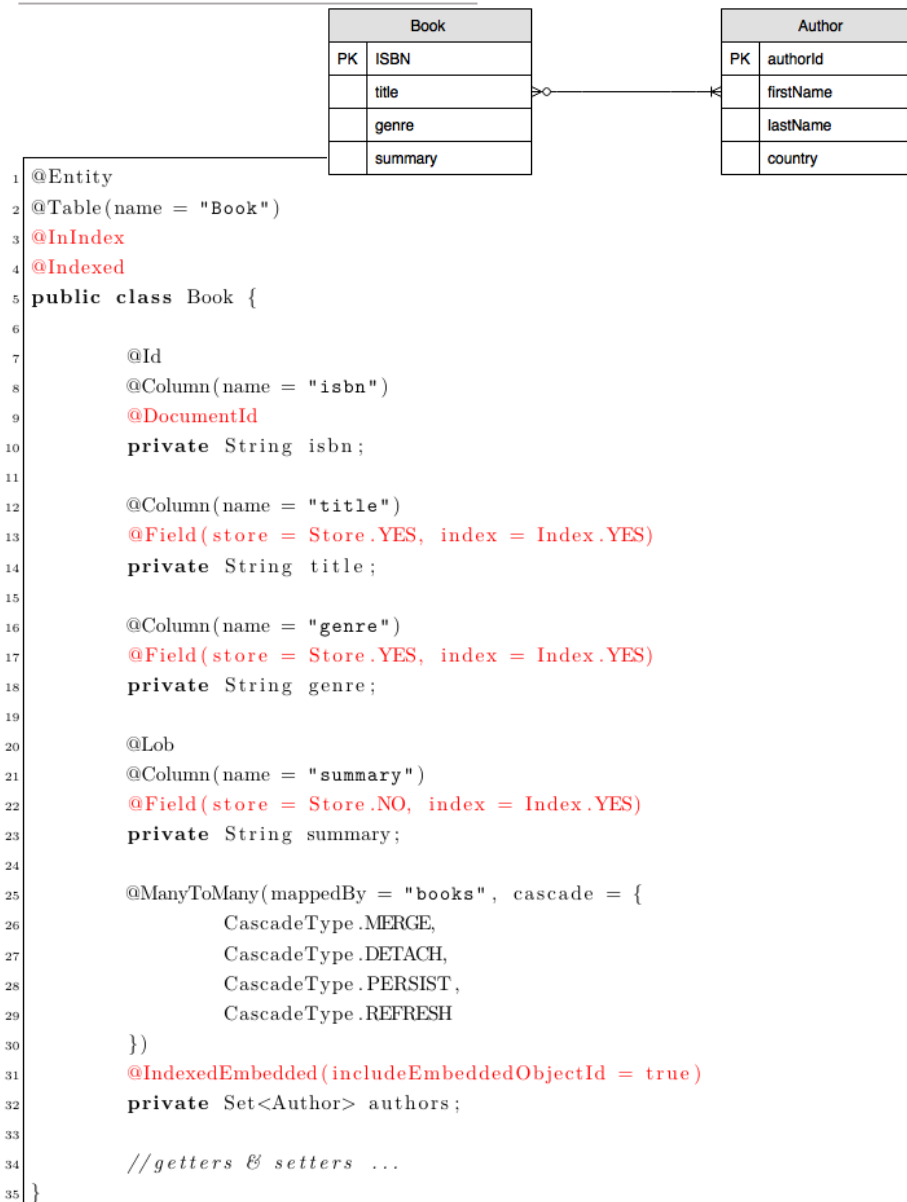 Book
PK ISBN
title
genre
summary
Author
PK authorId
firstName
lastName
country
1 @Entity
2 @Table(name = "Book")
3 @InIndex
4 @Indexed
5 public class Book {
6
7 @Id
8 @Column(name = "isbn")
9 @DocumentId
10 private String isbn;
11
12 @Column(name = "title")
13 @Field(store = Store.YES, index = Index.YES)
14 private String title;
15
16 @Column(name = "genre")
17 @Field(store = Store.YES, index = Index.YES)
18 private String genre;
19
20 @Lob
21 @Column(name = "summary")
22 @Field(store = Store.NO, index = Index.YES)
23 private String summary;
24
25 @ManyToMany(mappedBy = "books", cascade = {
26 CascadeType.MERGE,
27 CascadeType.DETACH,
28 CascadeType.PERSIST,
29 CascadeType.REFRESH
30 })
31 @IndexedEmbedded(includeEmbeddedObjectId = true)
32 private Set<Author> authors;
33
34 //getters & setters ...
35 }